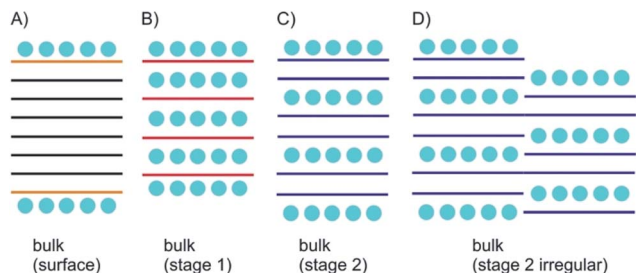 A)
B)
C)
D)
bulk
(surface)
bulk
(stage 1)
bulk
(stage 2)
bulk
(stage 2 irregular)